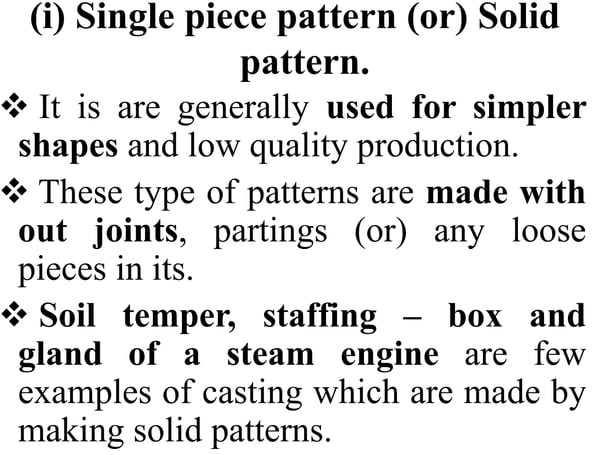 (i) Single piece pattern (or) Solid
pattern.
❖ It is are generally used for simpler
shapes and low quality production.
❖ These type of patterns are made with
out joints, partings (or) any loose
pieces in its.
❖ Soil temper, staffing – box and
gland of a steam engine are few
examples of casting which are made by
making solid patterns.